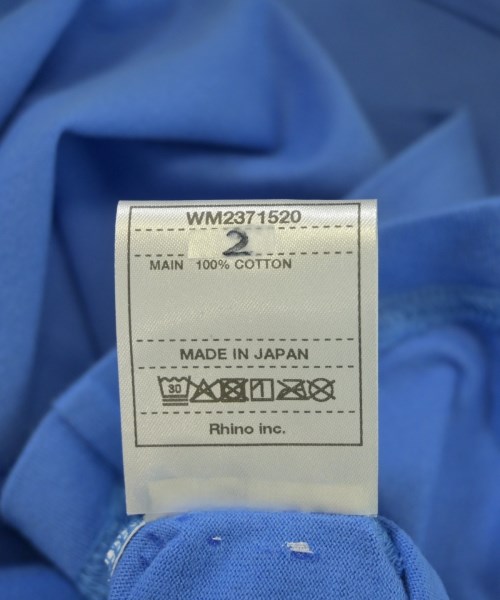 WM2371520
2
MAIN 100% COTTON
MADE IN JAPAN
30
Rhino inc.